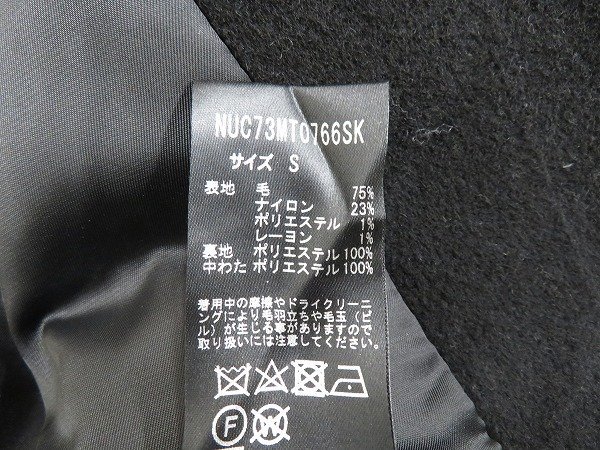 NUC73MT0766SK
サイズ S
表地 毛 75%
ナイロン 23%
ポリエステル 1%
レーヨン 1%
裏地 ポリエステル 100%
中わた ポリエステル 100%
着用中の摩擦やドライクリーニ
ングにより毛羽立ちや毛玉(ピ
ル)が生じる事がありますので
取り扱いに注意してください。
F W